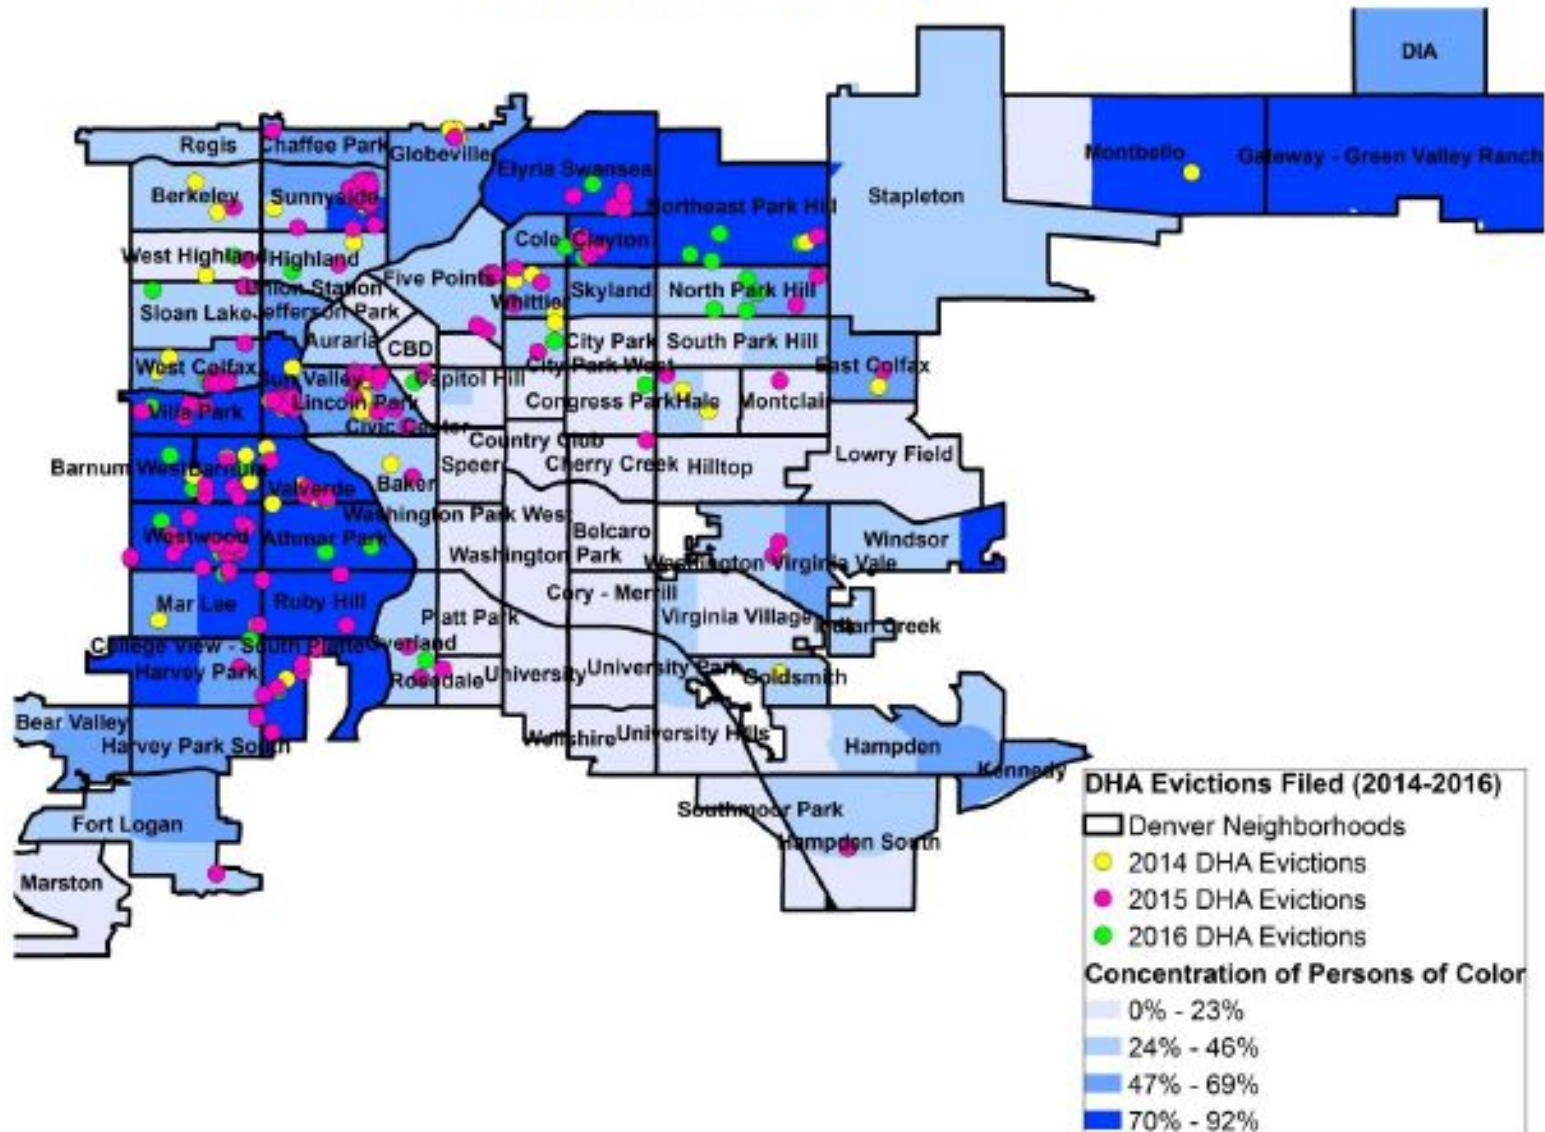 DIA
Regis
Chaffee Park
Globeville
Elyria Swansea
Montbello
Gateway - Green Valley Ranch
Berkeley
Sunnyside
Northeast Park Hill
Stapleton
West Highland
Highland
Cole
Clayton
Five Points
Union Station
Whittier
Skyland
North Park Hill
Sloan Lake
Jefferson Park
Auraria
CBD
City Park
South Park Hill
West Colfax
Sun Valley
Capitol Hill
City Park West
East Colfax
Villa Park
Lincoln Park
Congress Park
Hale
Montclair
Civic Center
Country Club
Barnum West
Barnum
Speer
Cherry Creek
Hilltop
Lowry Field
Valverde
Baker
Washington Park West
Westwood
Athmar Park
Belcaro
Windsor
Washington Park
Washington Virginia Vale
Mar Lee
Ruby Hill
Cory - Merrill
Platt Park
Virginia Village
Indian Creek
College View - South Platte
Overland
Harvey Park
Rosedale
University
University Park
Goldsmith
Bear Valley
Harvey Park South
Wellshire
University Hills
Hampden
Kennedy
Fort Logan
Southmoor Park
Hampden South
Marston
DHA Evictions Filed (2014-2016)
Denver Neighborhoods
2014 DHA Evictions
2015 DHA Evictions
2016 DHA Evictions
Concentration of Persons of Color
0% - 23%
24% - 46%
47% - 69%
70% - 92%